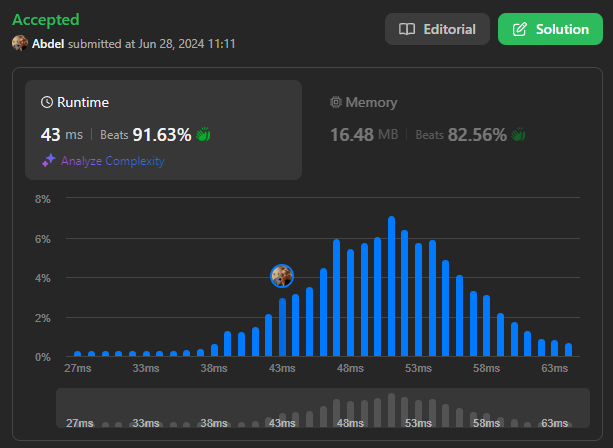 Accepted
Abdel submitted at Jun 28, 2024 11:11
Editorial
Solution
Runtime
43 ms | Beats 91.63%
Analyze Complexity
Memory
16.48 MB | Beats 82.56%
8%
6%
4%
2%
0%
27ms 33ms 38ms 43ms 48ms 53ms 58ms 63ms
27ms 33ms 38ms 43ms 48ms 53ms 58ms 63ms